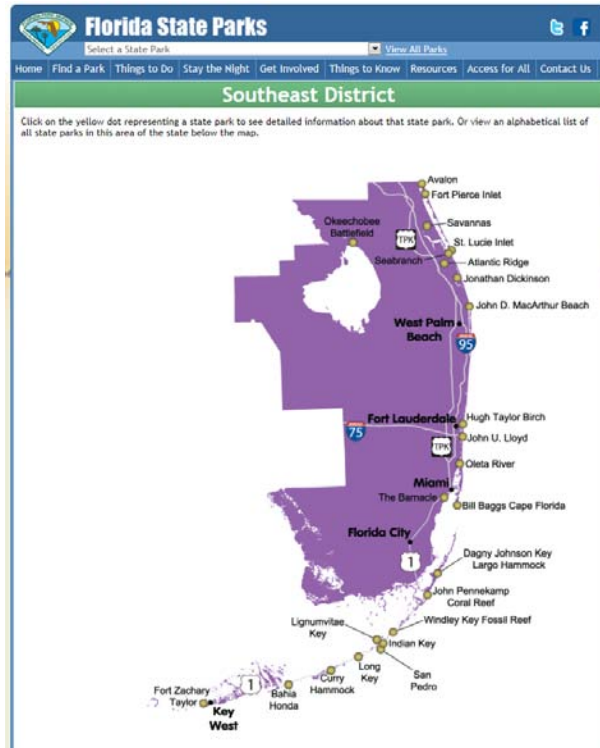 Florida State Parks
Select a State Park
View All Parks
Home Find a Park Things to Do Stay the Night Get Involved Things to Know Resources Access for All Contact Us
Southeast District
Click on the yellow dot representing a state park to see detailed information about that state park. Or view an alphabetical list of
all state parks in this area of the state below the map.
Avalon
Fort Pierce Inlet
Okeechobee
Battlefield
Savannas
TPK
St. Lucie Inlet
Seabranch
Atlantic Ridge
Jonathan Dickinson
John D. MacArthur Beach
West Palm
Beach
95
Fort Lauderdale
Hugh Taylor Birch
75
John U. Lloyd
TPK
Oleta River
Miami
The Barnacle
Bill Baggs Cape Florida
Florida City
1
Dagny Johnson Key
Largo Hammock
John Pennekamp
Coral Reef
Windley Key Fossil Reef
Lignumvitae
Key
Indian Key
Long
Key
San
Pedro
Curry
Hammock
Bahia
Honda
1
Fort Zachary
Taylor
Key
West